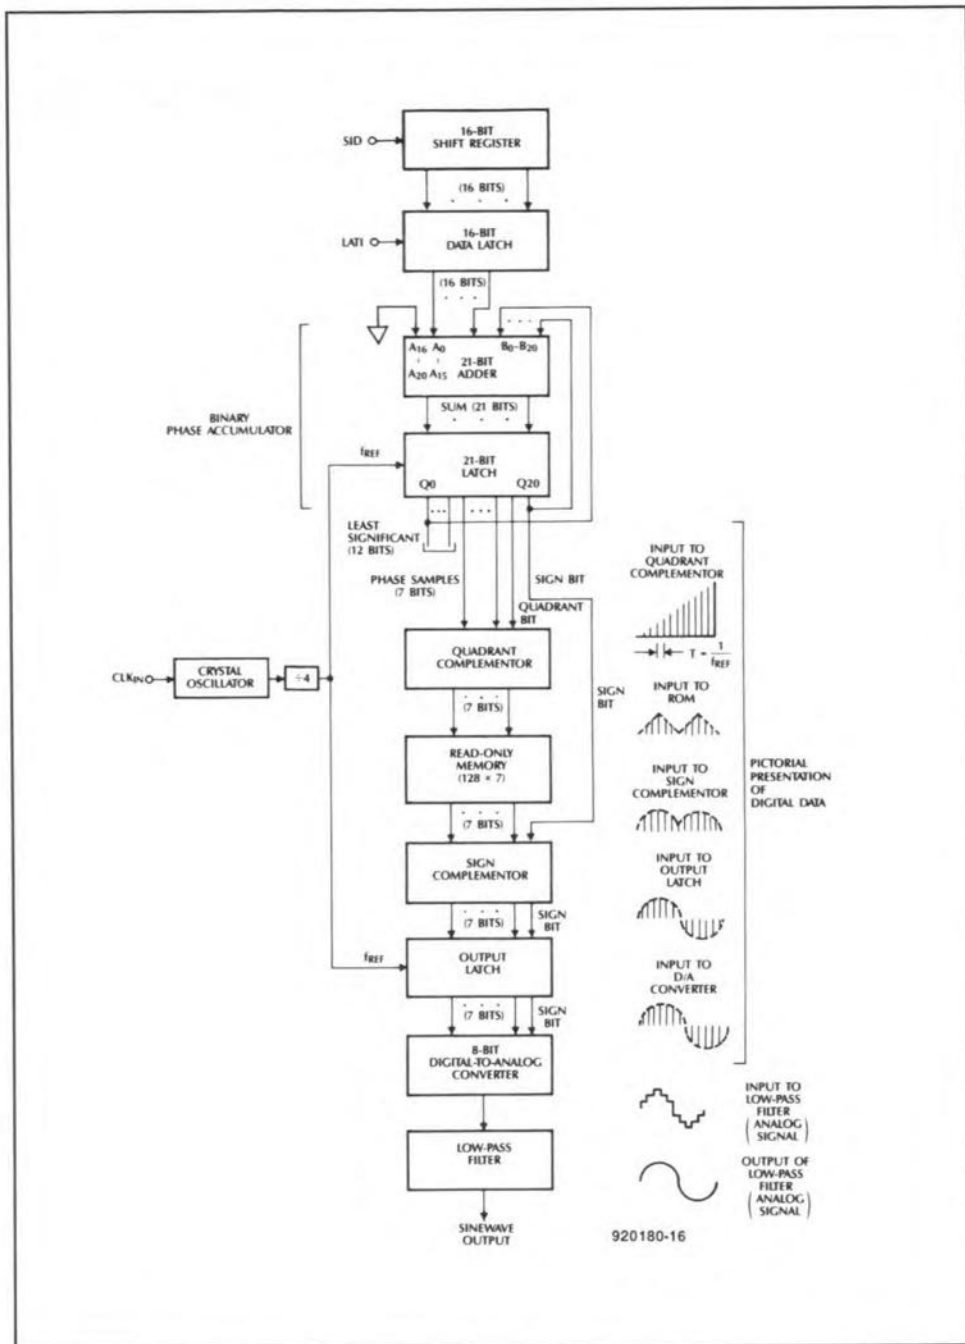 16-BIT
SHIFT REGISTER
SID
(16 BITS)
16-BIT
DATA LATCH
LATI
(16 BITS)
A16 A0
B0-B20
21-BIT
ADDER
A20 A15
SUM (21 BITS)
BINARY
PHASE ACCUMULATOR
fREF
21-BIT
LATCH
Q0
Q20
LEAST
SIGNIFICANT
(12 BITS)
PHASE SAMPLES
(7 BITS)
SIGN BIT
QUADRANT
BIT
INPUT TO
QUADRANT
COMPLEMENTOR
T = 1/fREF
QUADRANT
COMPLEMENTOR
CLKIN
CRYSTAL
OSCILLATOR
÷4
SIGN
BIT
(7 BITS)
INPUT TO
ROM
READ-ONLY
MEMORY
(128 × 7)
PICTORIAL
PRESENTATION
OF
DIGITAL DATA
INPUT TO
SIGN
COMPLEMENTOR
(7 BITS)
SIGN
COMPLEMENTOR
INPUT TO
OUTPUT
LATCH
(7 BITS)
SIGN
BIT
fREF
OUTPUT
LATCH
INPUT TO
D/A
CONVERTER
(7 BITS)
SIGN
BIT
8-BIT
DIGITAL-TO-ANALOG
CONVERTER
INPUT TO
LOW-PASS
FILTER
(ANALOG
SIGNAL)
LOW-PASS
FILTER
OUTPUT OF
LOW-PASS
FILTER
(ANALOG
SIGNAL)
SINEWAVE
OUTPUT
920180-16